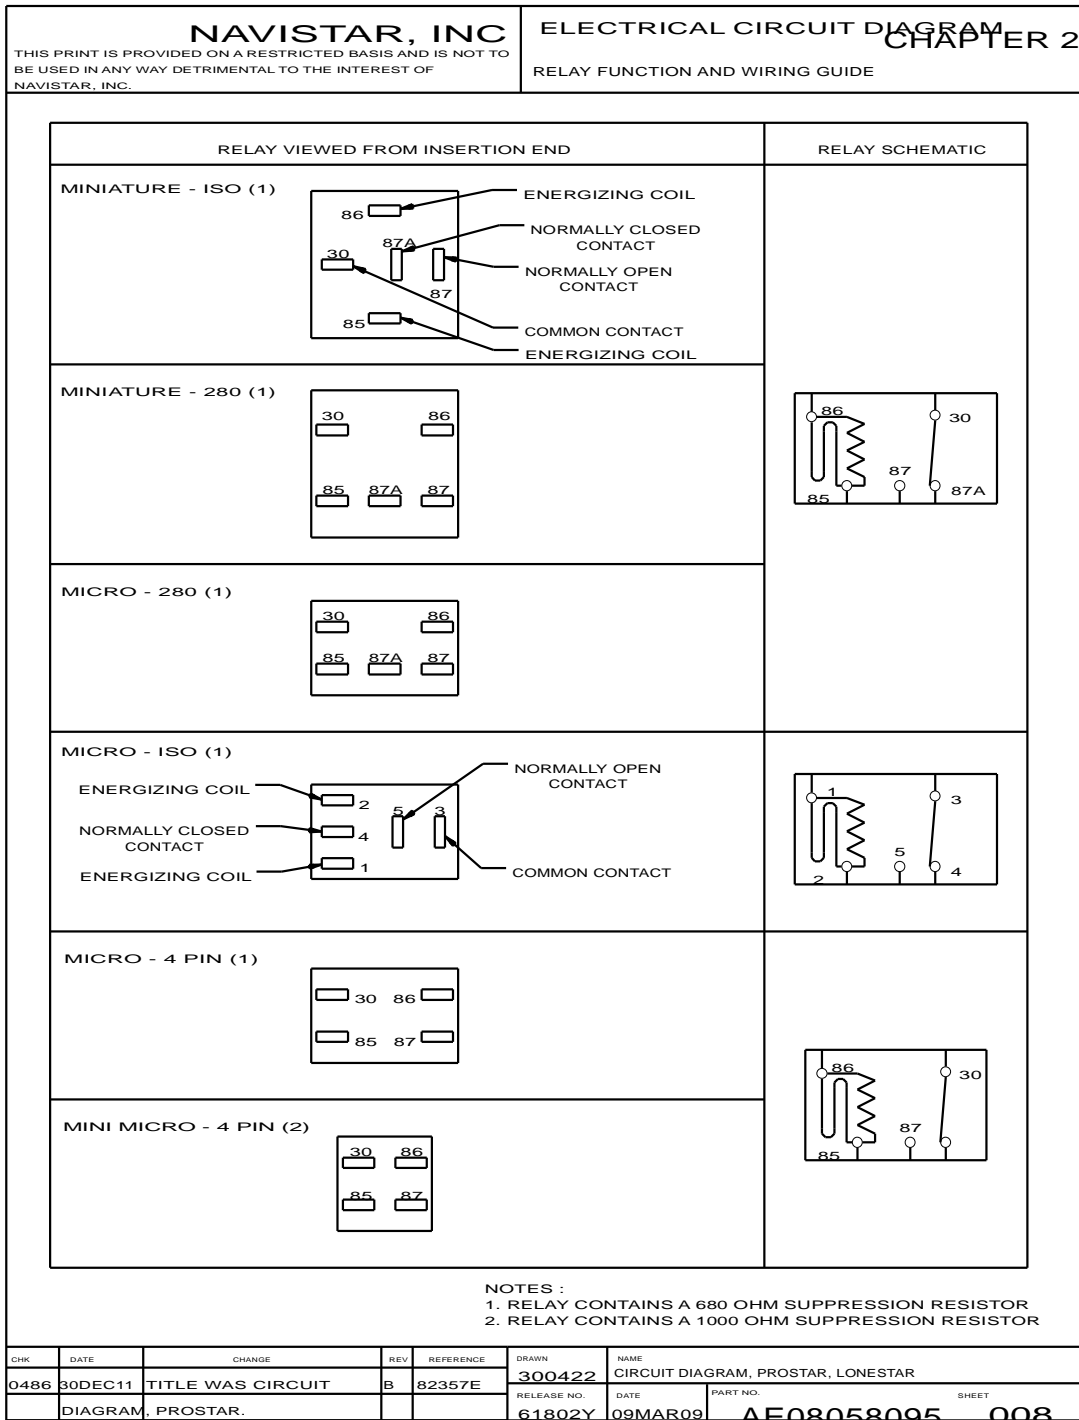 NAVISTAR, INC
THIS PRINT IS PROVIDED ON A RESTRICTED BASIS AND IS NOT TO
BE USED IN ANY WAY DETRIMENTAL TO THE INTEREST OF
NAVISTAR, INC.
ELECTRICAL CIRCUIT DIAGRAM
CHAPTER 2
RELAY FUNCTION AND WIRING GUIDE
RELAY VIEWED FROM INSERTION END
RELAY SCHEMATIC
MINIATURE - ISO (1)
86
ENERGIZING COIL
87A
NORMALLY CLOSED
CONTACT
30
NORMALLY OPEN
CONTACT
87
85
COMMON CONTACT
ENERGIZING COIL
MINIATURE - 280 (1)
30 86
85 87A 87
86
30
87
85
87A
MICRO - 280 (1)
30 86
85 87A 87
MICRO - ISO (1)
NORMALLY OPEN
CONTACT
ENERGIZING COIL
2
5 3
NORMALLY CLOSED
CONTACT
4
ENERGIZING COIL
1
COMMON CONTACT
1
3
5
2
4
MICRO - 4 PIN (1)
30 86
85 87
MINI MICRO - 4 PIN (2)
30 86
85 87
86
30
87
85
NOTES :
1. RELAY CONTAINS A 680 OHM SUPPRESSION RESISTOR
2. RELAY CONTAINS A 1000 OHM SUPPRESSION RESISTOR
CHK DATE CHANGE REV REFERENCE
0486 30DEC11 TITLE WAS CIRCUIT B 82357E
DIAGRAM, PROSTAR.
DRAWN
300422
NAME
CIRCUIT DIAGRAM, PROSTAR, LONESTAR
RELEASE NO.
61802Y
DATE
09MAR09
PART NO.
AE08058095
SHEET
008